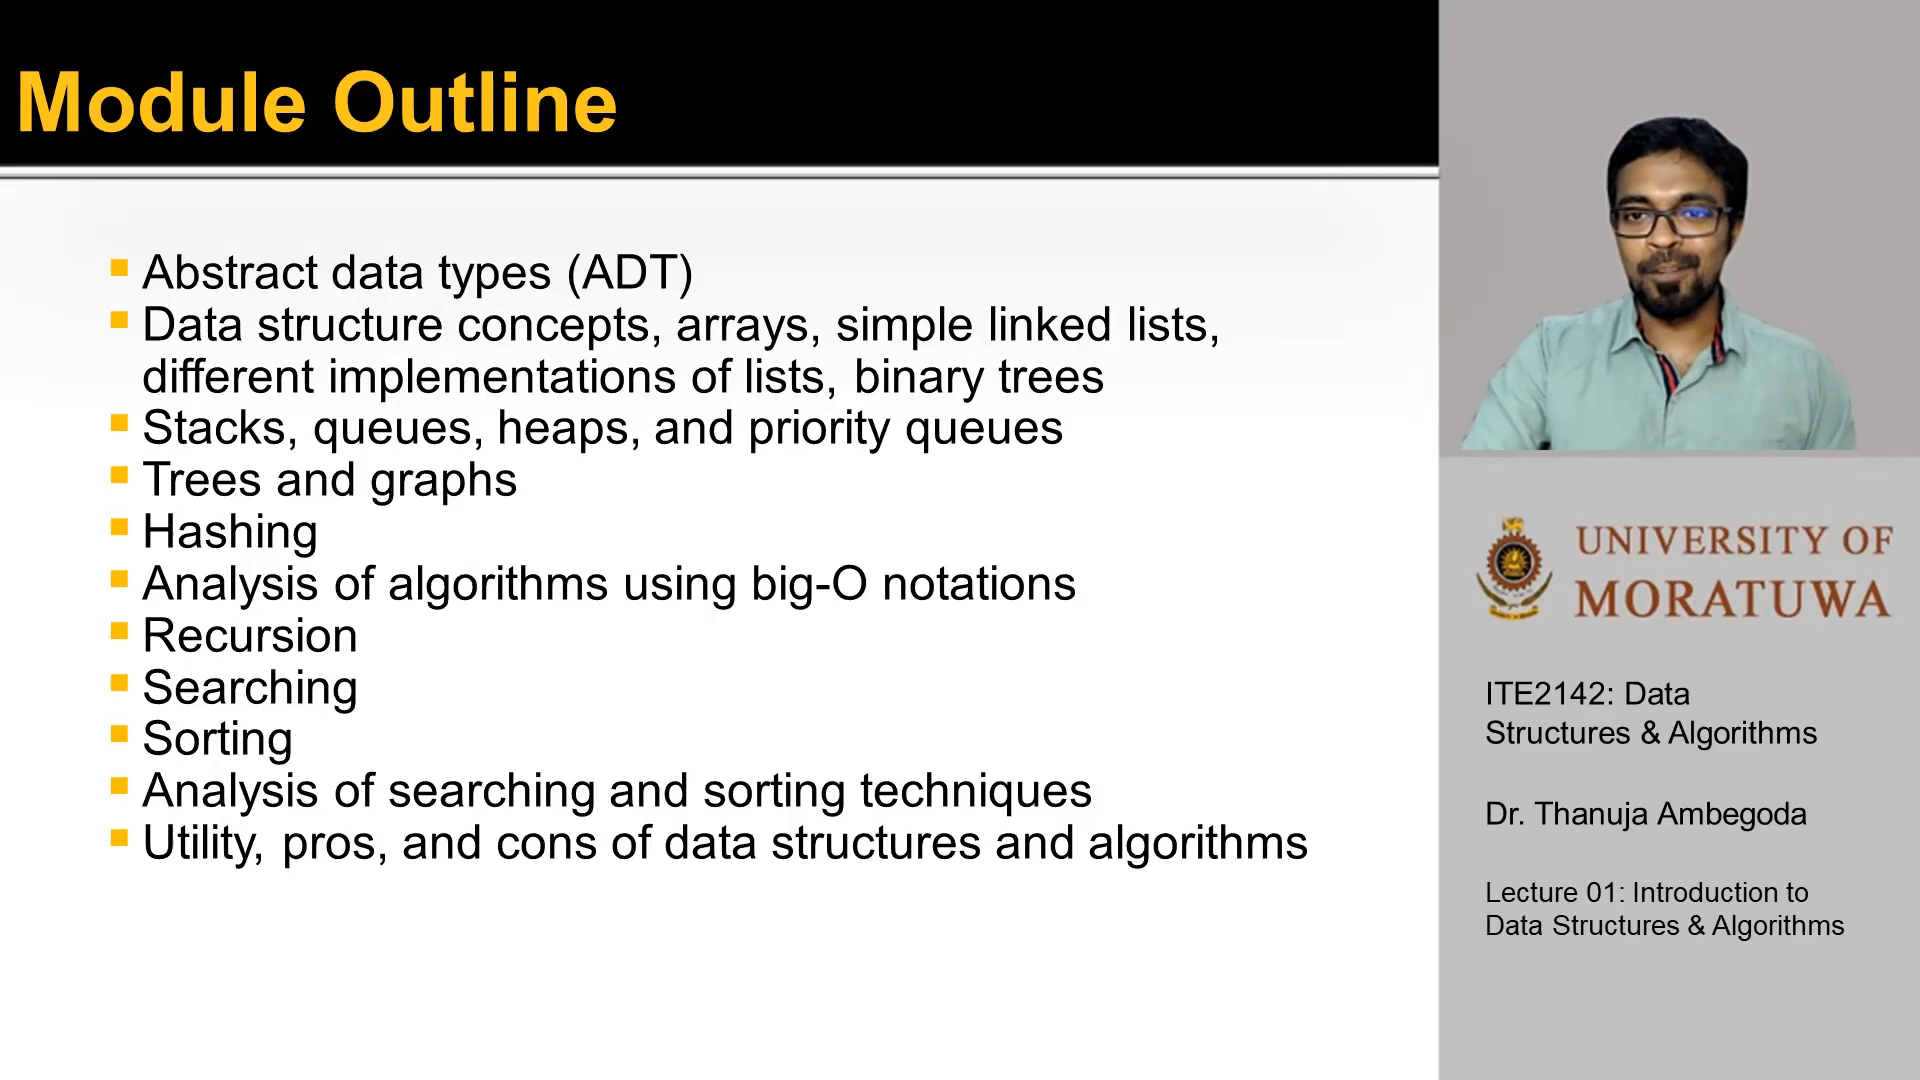 Module Outline
Abstract data types (ADT)
Data structure concepts, arrays, simple linked lists,
different implementations of lists, binary trees
Stacks, queues, heaps, and priority queues
Trees and graphs
Hashing
Analysis of algorithms using big-O notations
Recursion
Searching
Sorting
Analysis of searching and sorting techniques
Utility, pros, and cons of data structures and algorithms
UNIVERSITY OF
MORATUWA
ITE2142: Data
Structures & Algorithms
Dr. Thanuja Ambegoda
Lecture 01: Introduction to
Data Structures & Algorithms